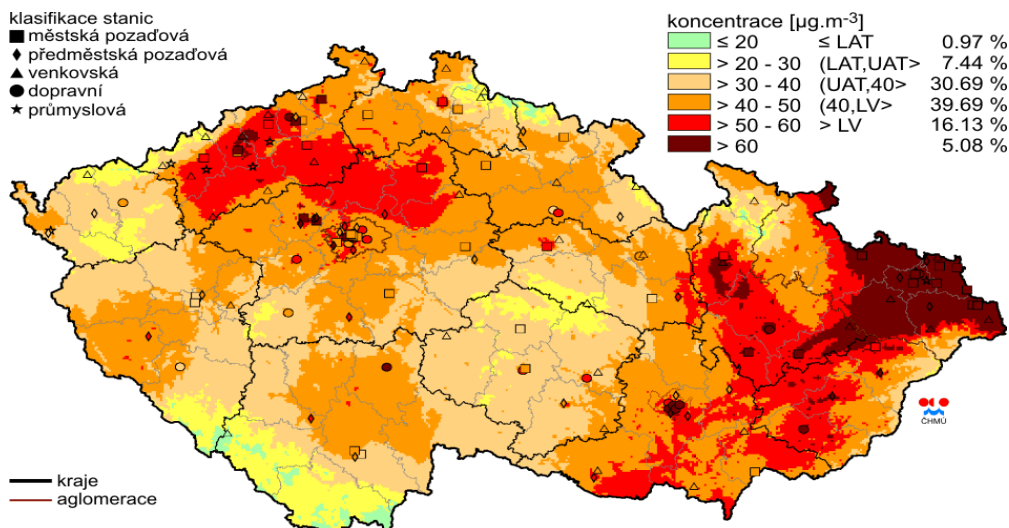 klasifikace stanic
městská pozaďová
předměstská pozaďová
venkovská
dopravní
průmyslová
koncentrace [µg.m-3]
≤ 20 ≤ LAT 0.97 %
> 20 - 30 (LAT,UAT> 7.44 %
> 30 - 40 (UAT,40> 30.69 %
> 40 - 50 (40,LV> 39.69 %
> 50 - 60 > LV 16.13 %
> 60 5.08 %
ČHMÚ
kraje
aglomerace